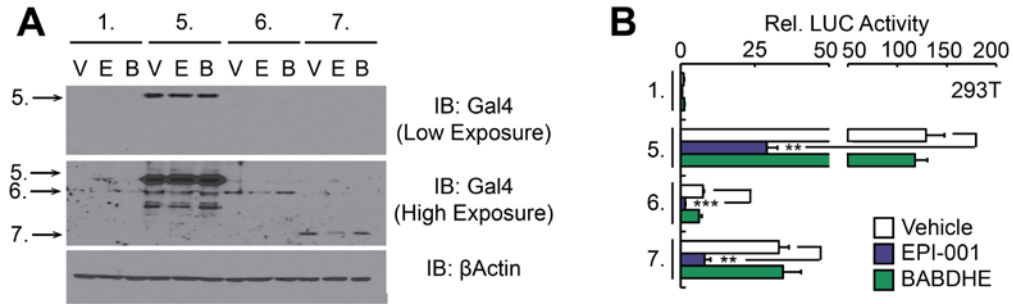 A
1. 5. 6. 7.
V E B V E B V E B V E B
5.
IB: Gal4
(Low Exposure)
5.
6.
7.
IB: Gal4
(High Exposure)
IB: βActin
B
Rel. LUC Activity
0 25 50 50 100 150 200
293T
1.
5.
**
6.
***
7.
**
Vehicle
EPI-001
BABDHE